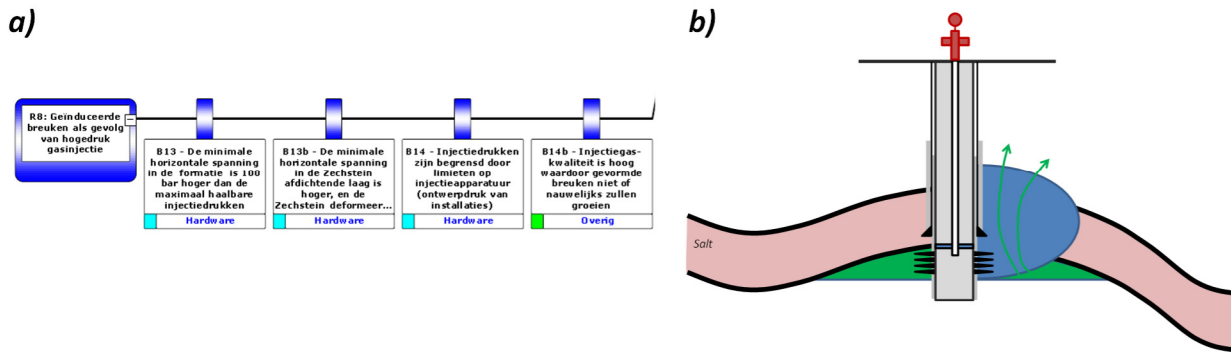 a)
R8: Geïnduceerde
breuken als gevolg
van hogedruk
gasinjectie
B13 - De minimale
horizontale spanning
in de formatie is 100
bar hoger dan de
maximaal haalbare
injectiedrukken
Hardware
B13b - De minimale
horizontale spanning
in de Zechstein
afdichtende laag is
hoger, en de
Zechstein deformeer...
Hardware
B14 - Injectiedrukken
zijn begrensd door
limieten op
injectieapparatuur
(ontwerpdruk van
installaties)
Hardware
B14b - Injectiegas-
kwaliteit is hoog
waardoor gevormde
breuken niet of
nauwelijks zullen
groeien
Overig
b)
Salt